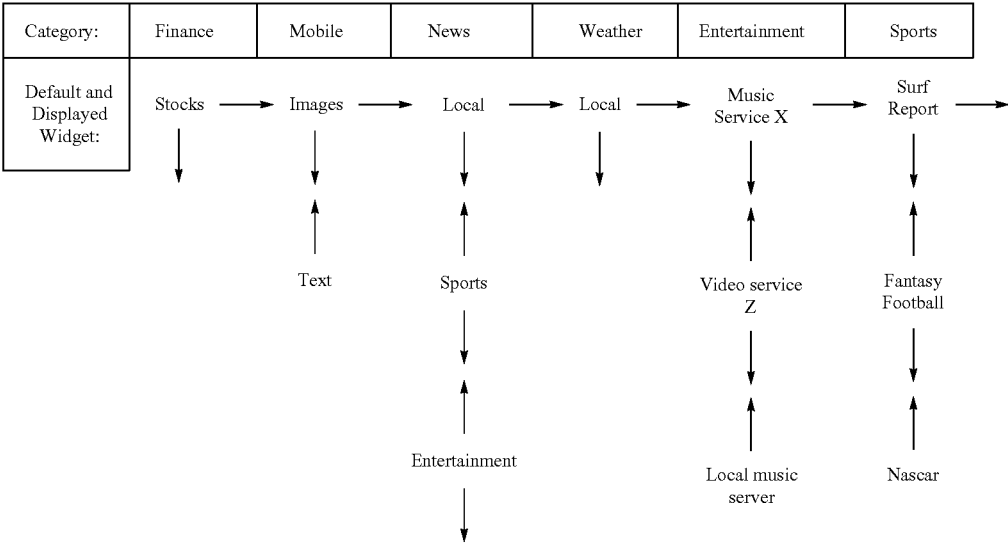 Category: Finance Mobile News Weather Entertainment Sports
Default and
Displayed
Widget:
Stocks Images Local Local
Music
Service X
Surf
Report
Text
Sports
Video service
Z
Fantasy
Football
Entertainment
Local music
server
Nascar